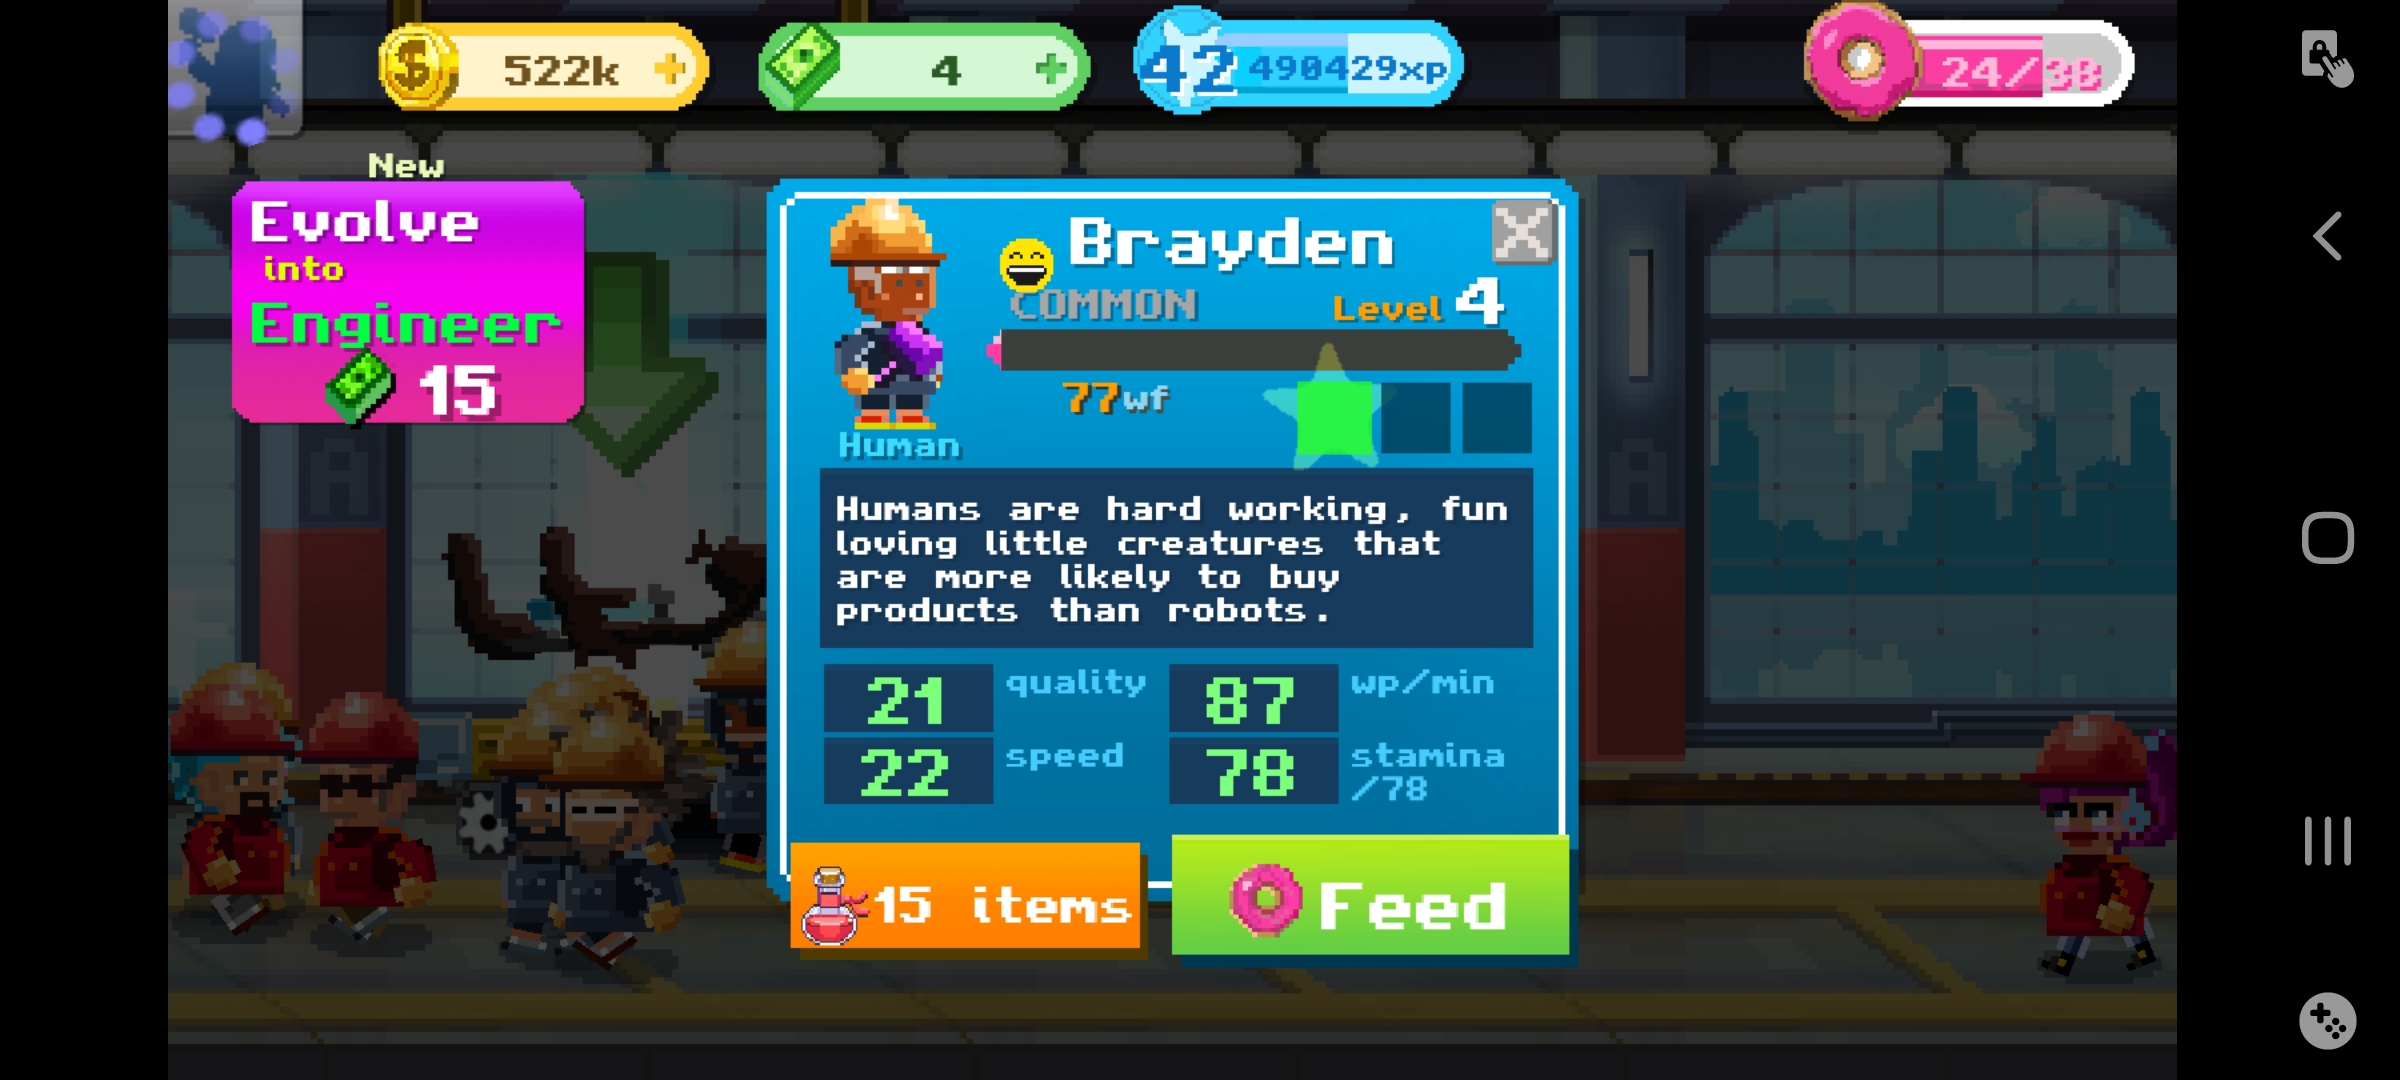 522k
4
42 490429xp
24/38
New
Evolve
into
Engineer
15
Brayden
COMMON
Level 4
77wf
Human
Humans are hard working, fun
loving little creatures that
are more likely to buy
products than robots.
21 quality 87 wp/min
22 speed 78 stamina
/78
15 items
Feed
A
A